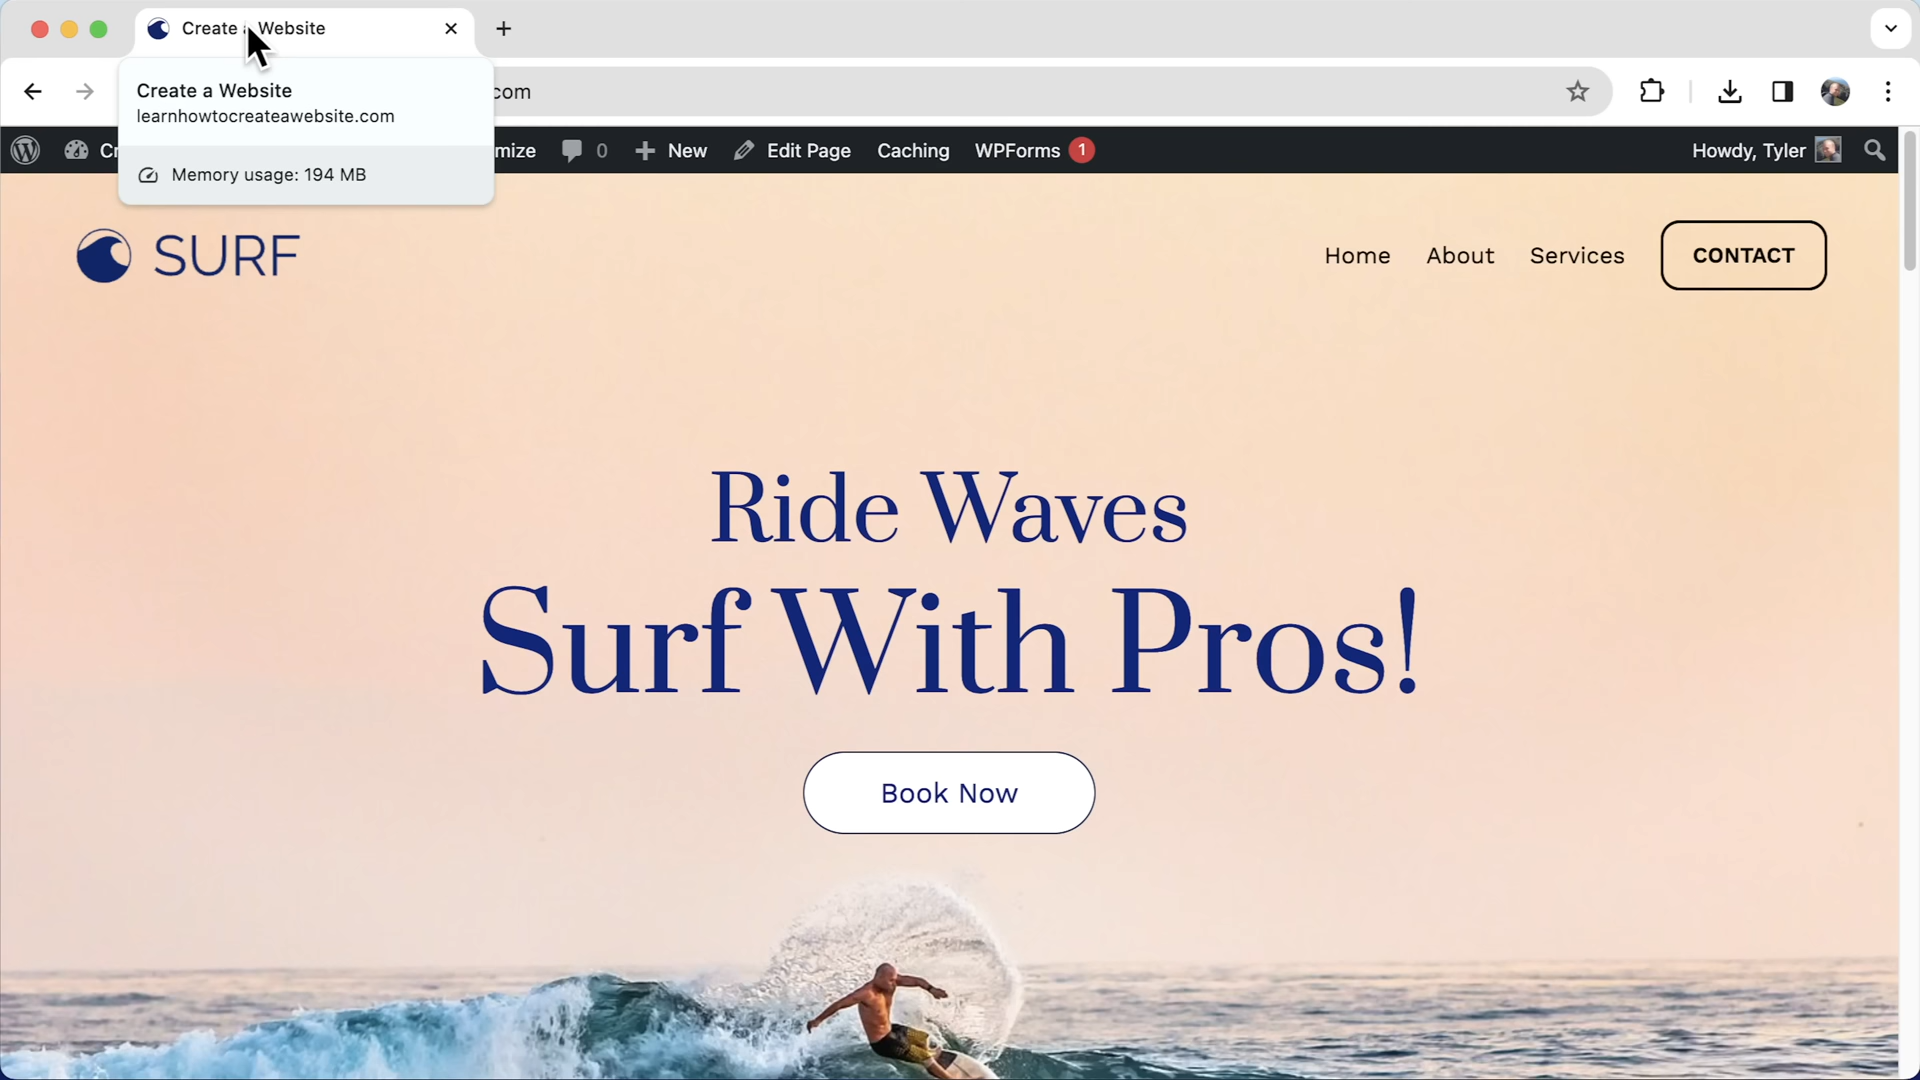 Create a Website
Create a Website
learnhowtocreateawebsite.com
Memory usage: 194 MB
com
Cr
mize 0 New Edit Page Caching WPForms 1 Howdy, Tyler
SURF
Home About Services CONTACT
Ride Waves
Surf With Pros!
Book Now